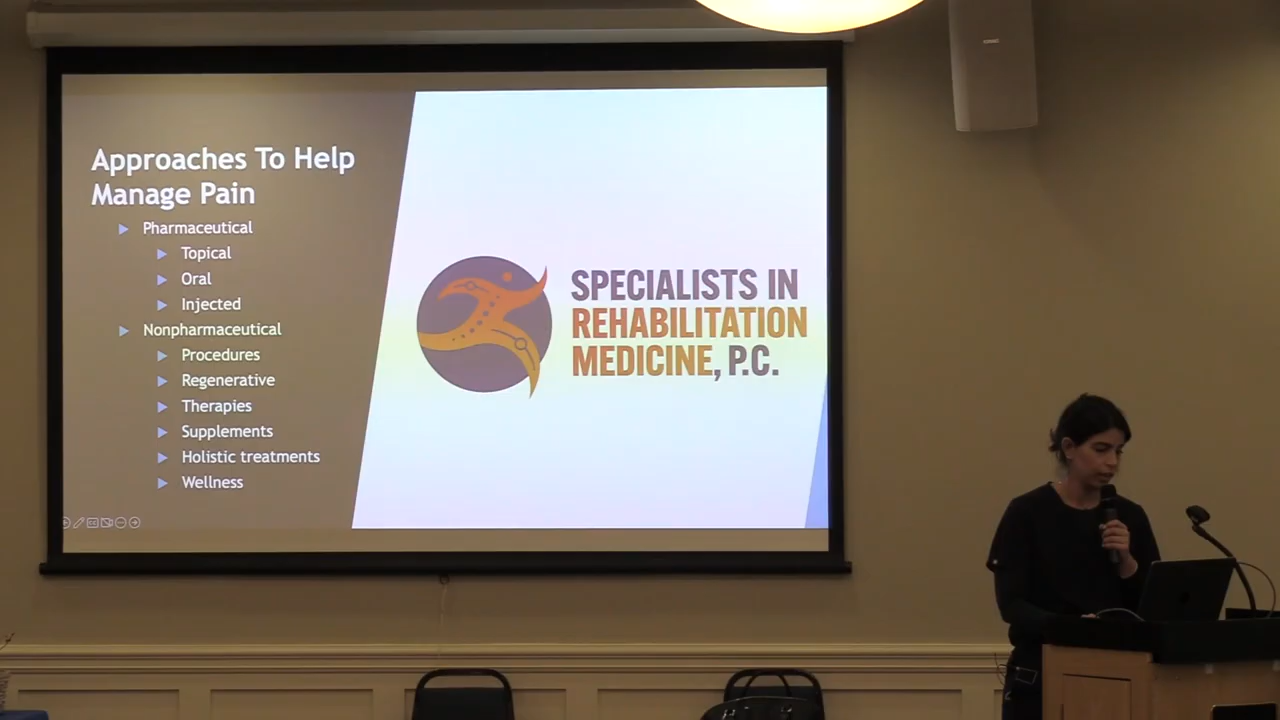 Approaches To Help
Manage Pain
Pharmaceutical
Topical
Oral
Injected
Nonpharmaceutical
Procedures
Regenerative
Therapies
Supplements
Holistic treatments
Wellness
SPECIALISTS IN
REHABILITATION
MEDICINE, P.C.